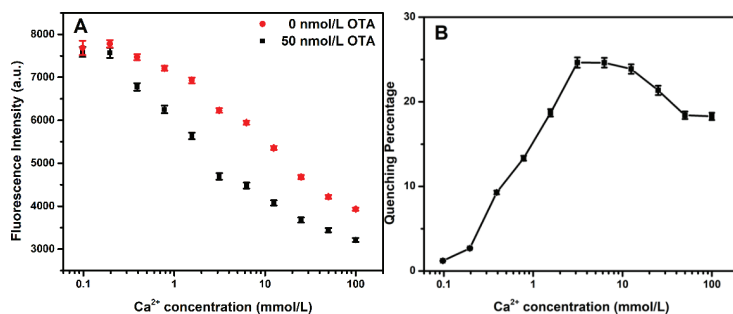 A
0 nmol/L OTA
50 nmol/L OTA
8000
7000
6000
5000
4000
3000
Fluorescence Intensity (a.u.)
0.1
1
10
100
Ca²⁺ concentration (mmol/L)
B
30
20
10
0
Quenching Percentage
0.1
1
10
100
Ca²⁺ concentration (mmol/L)